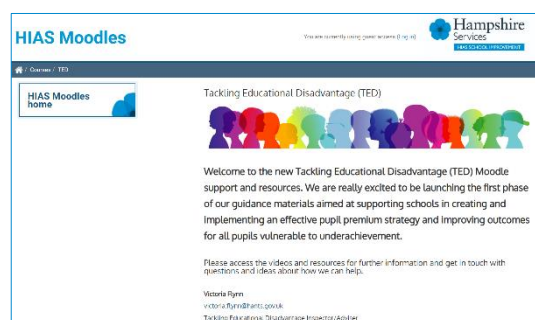 HIAS Moodles
You are currently using guest access (Log in)
Hampshire
Services
HIAS SCHOOL IMPROVEMENT
/ Courses / TED
HIAS Moodles
home
Tackling Educational Disadvantage (TED)
Welcome to the new Tackling Educational Disadvantage (TED) Moodle
support and resources. We are really excited to be launching the first phase
of our guidance materials aimed at supporting schools in creating and
implementing an effective pupil premium strategy and improving outcomes
for all pupils vulnerable to underachievement.
Please access the videos and resources for further information and get in touch with
questions and ideas about how we can help.
Victoria Flynn
victoria.flynn@hants.gov.uk
Tackling Educational Disadvantage Inspector/Adviser